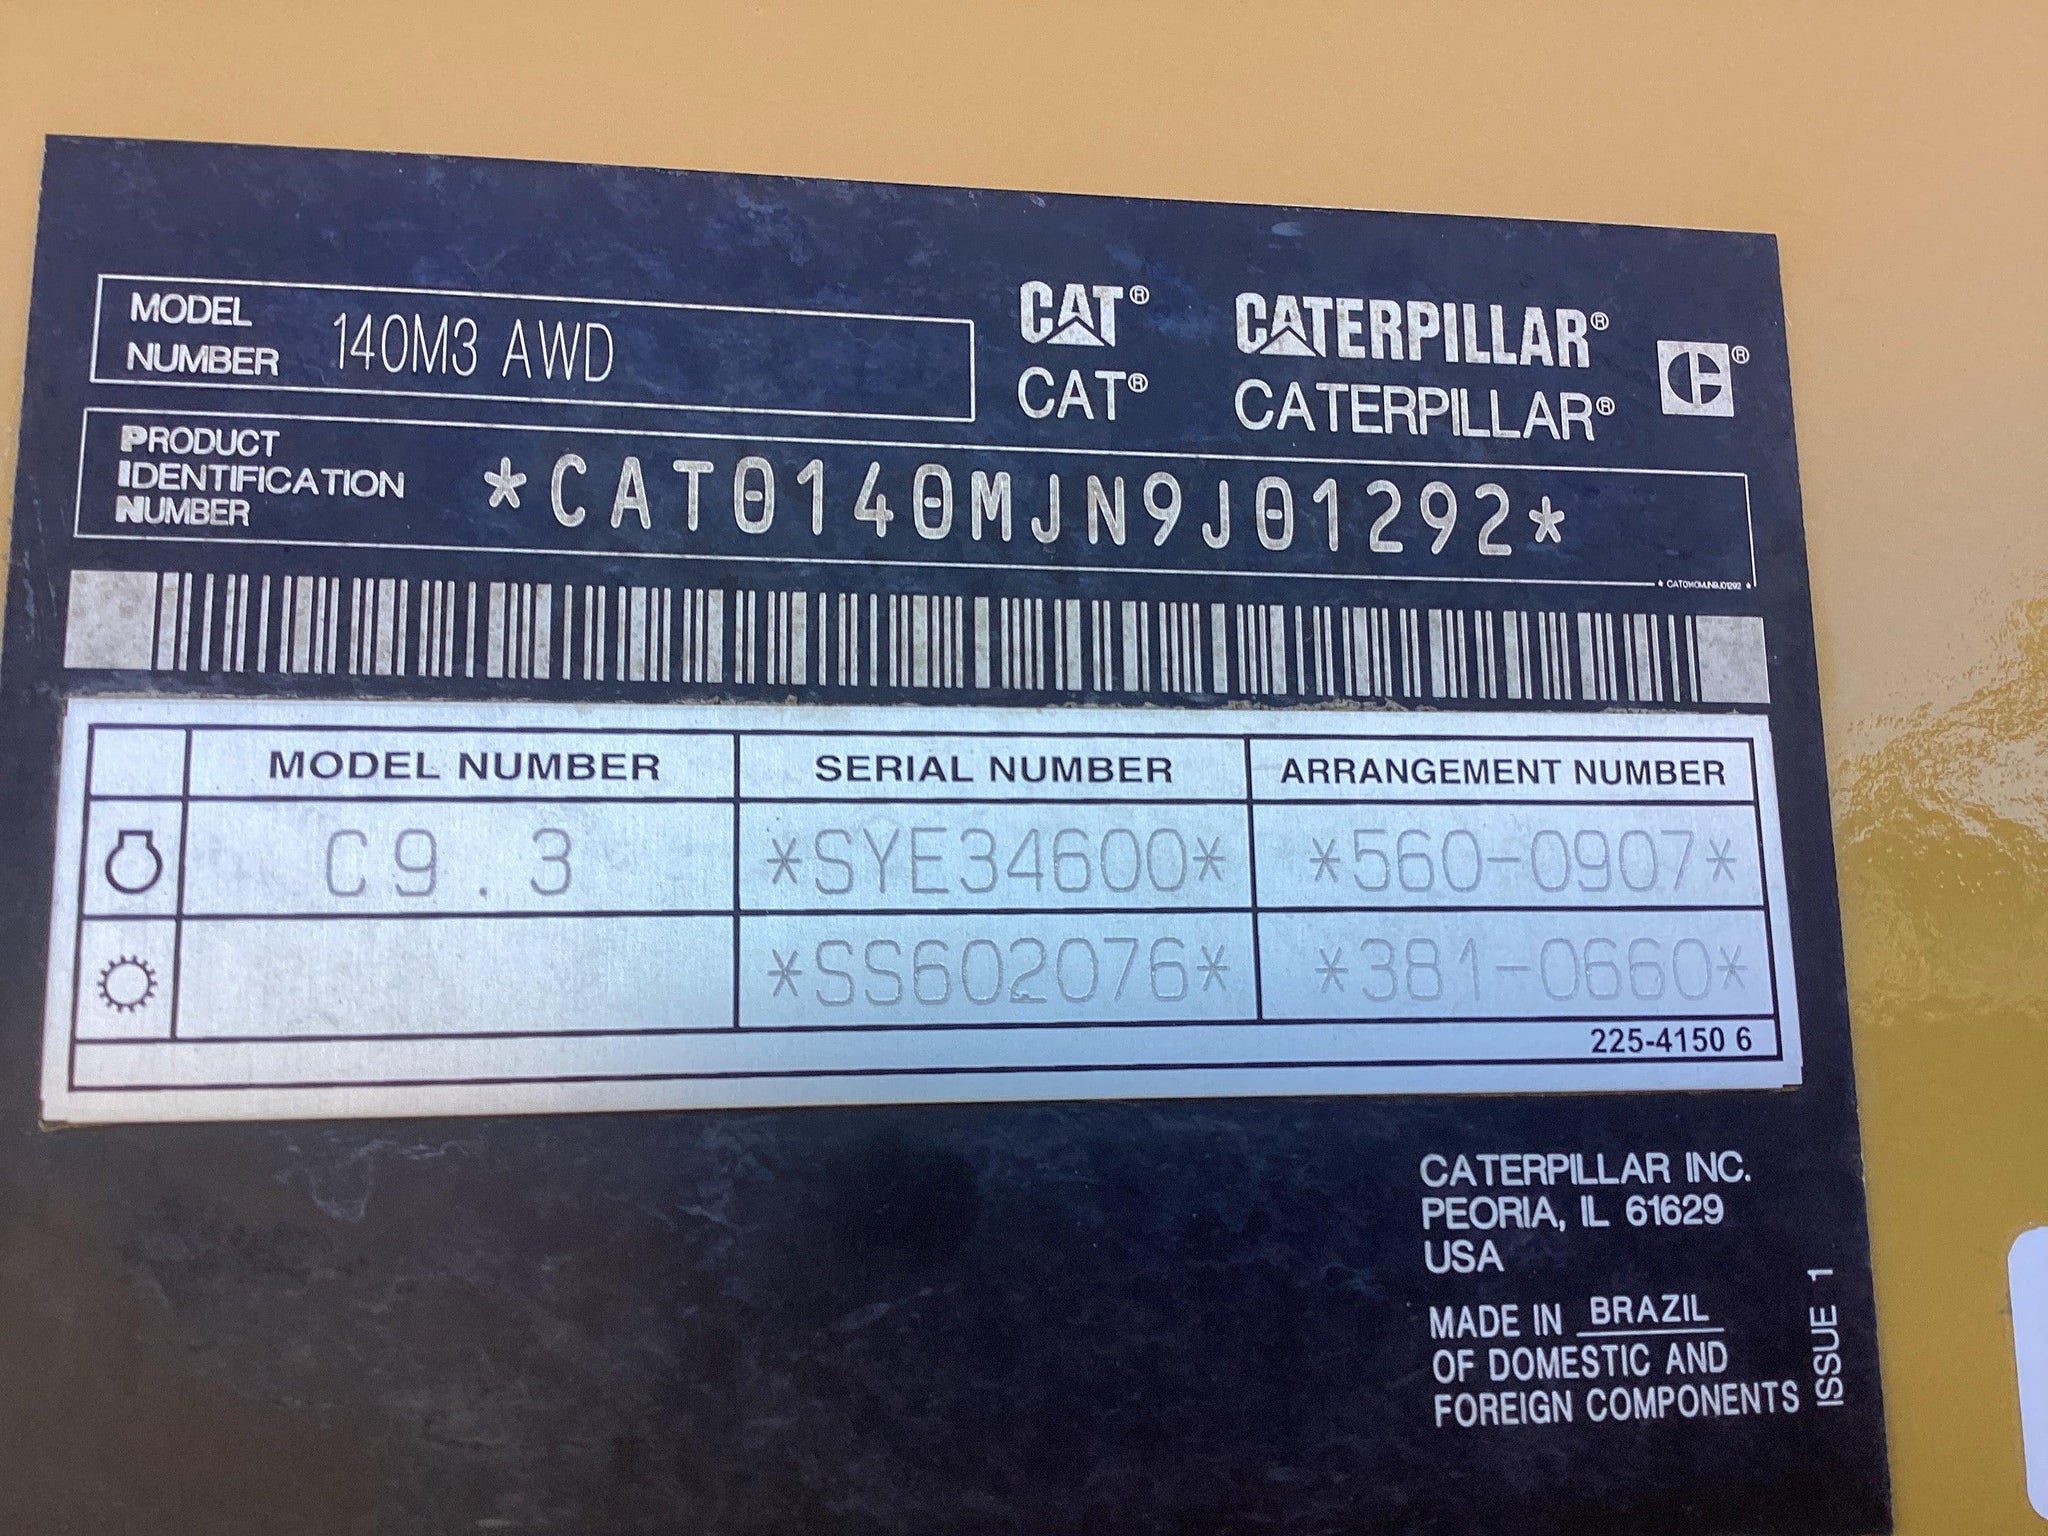 MODEL NUMBER 140M3 AWD
CAT® CATERPILLAR®
CAT® CATERPILLAR®
PRODUCT IDENTIFICATION NUMBER *CAT0140MJN9J01292*
* CAT0140MJN9J01292 *
MODEL NUMBER SERIAL NUMBER ARRANGEMENT NUMBER
C9.3 *SYE34600* *560-0907*
*SS602076* *381-0660*
225-4150 6
CATERPILLAR INC.
PEORIA, IL 61629
USA
MADE IN BRAZIL
OF DOMESTIC AND
FOREIGN COMPONENTS
ISSUE 1